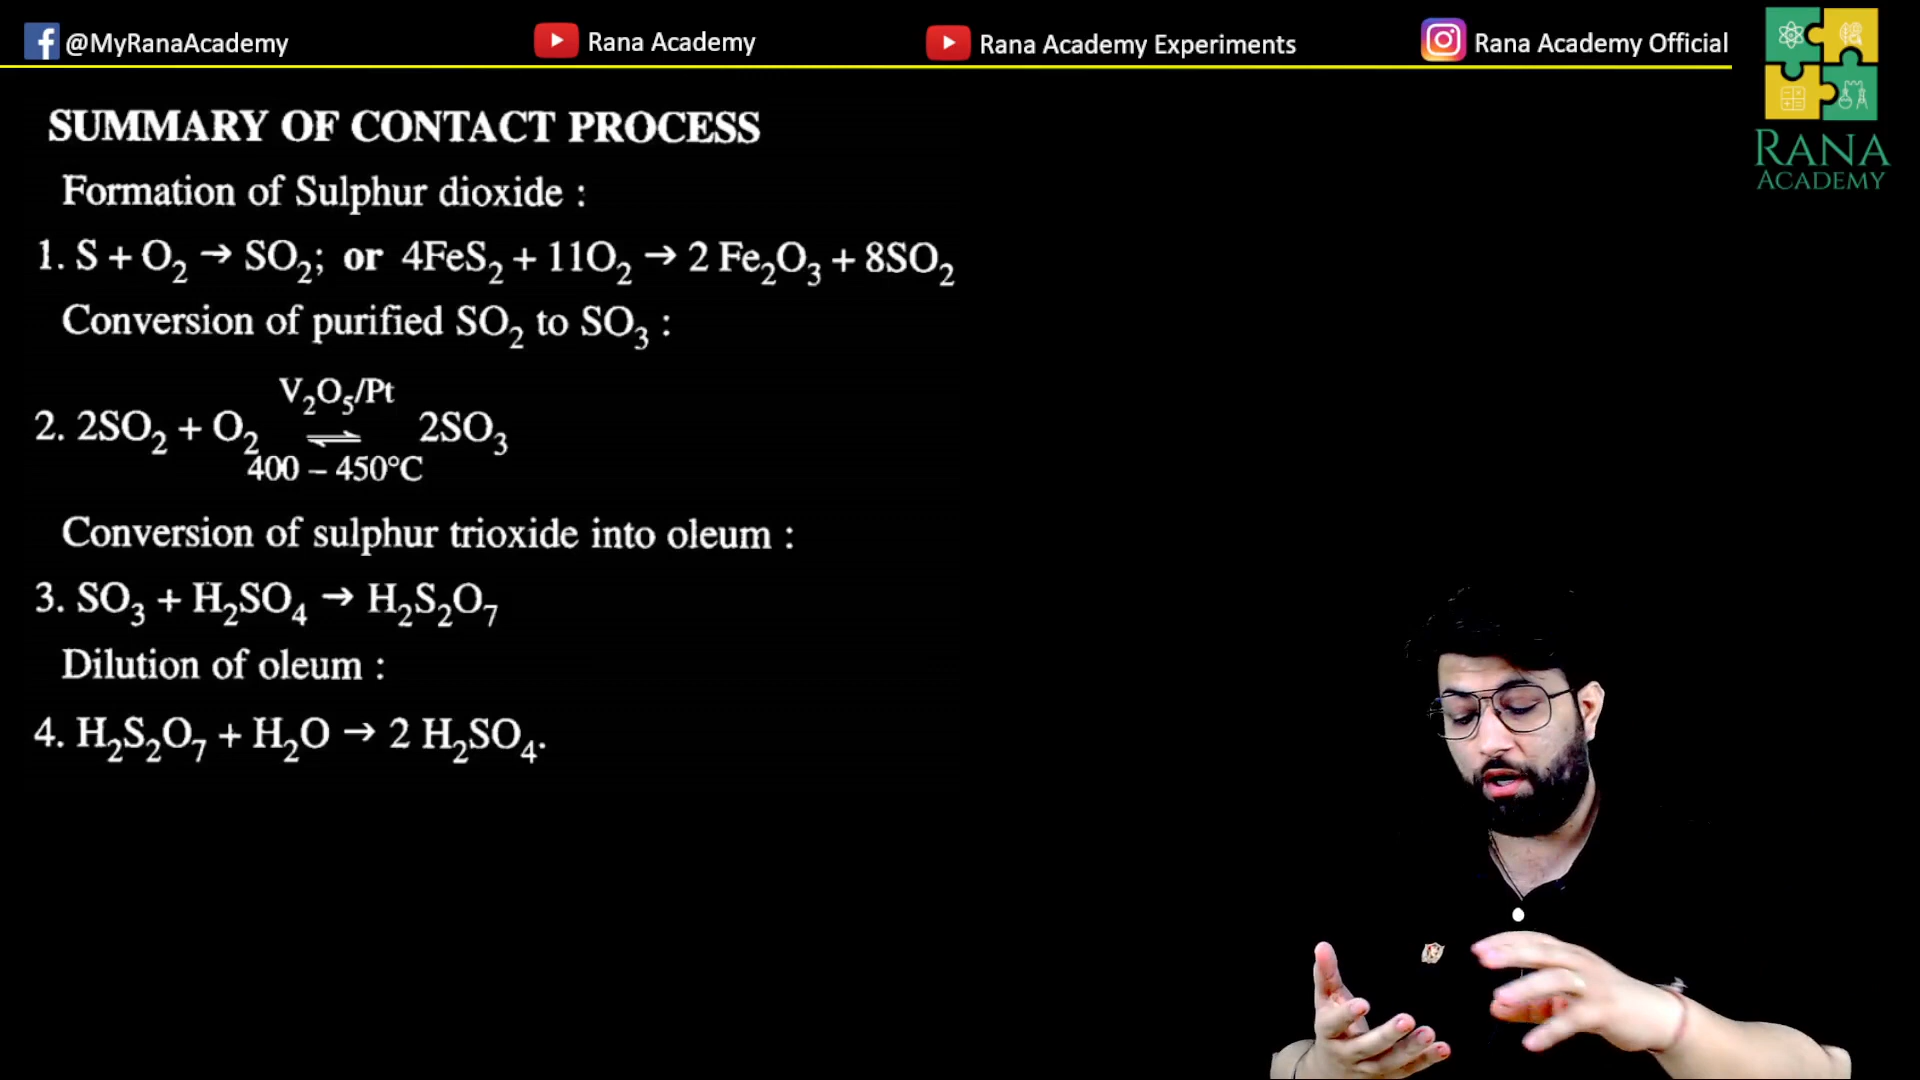 @MyRanaAcademy
Rana Academy
Rana Academy Experiments
Rana Academy Official
RANA
ACADEMY
SUMMARY OF CONTACT PROCESS
Formation of Sulphur dioxide :
1. S + O₂ → SO₂; or 4FeS₂ + 11O₂ → 2 Fe₂O₃ + 8SO₂
Conversion of purified SO₂ to SO₃ :
V₂O₅/Pt
2. 2SO₂ + O₂ ⇌ 2SO₃
400 – 450°C
Conversion of sulphur trioxide into oleum :
3. SO₃ + H₂SO₄ → H₂S₂O₇
Dilution of oleum :
4. H₂S₂O₇ + H₂O → 2 H₂SO₄.